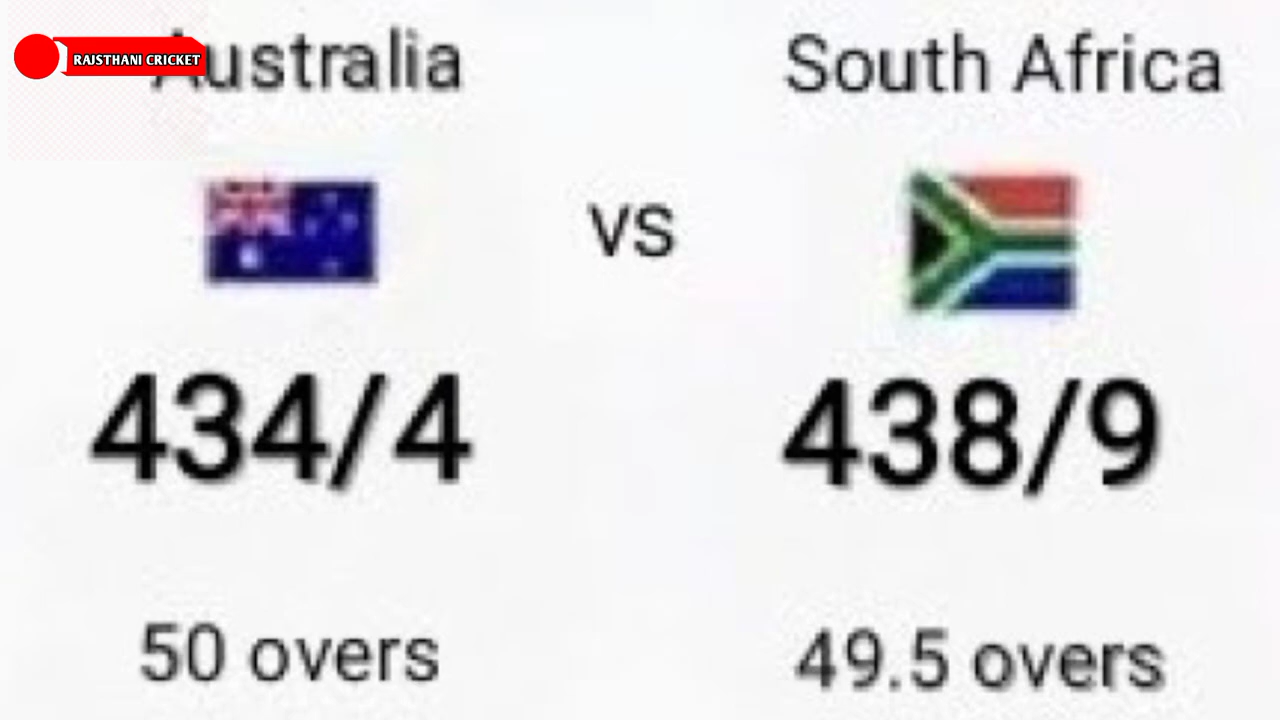 RAJSTHANI CRICKET
Australia
South Africa
VS
434/4
438/9
50 overs
49.5 overs